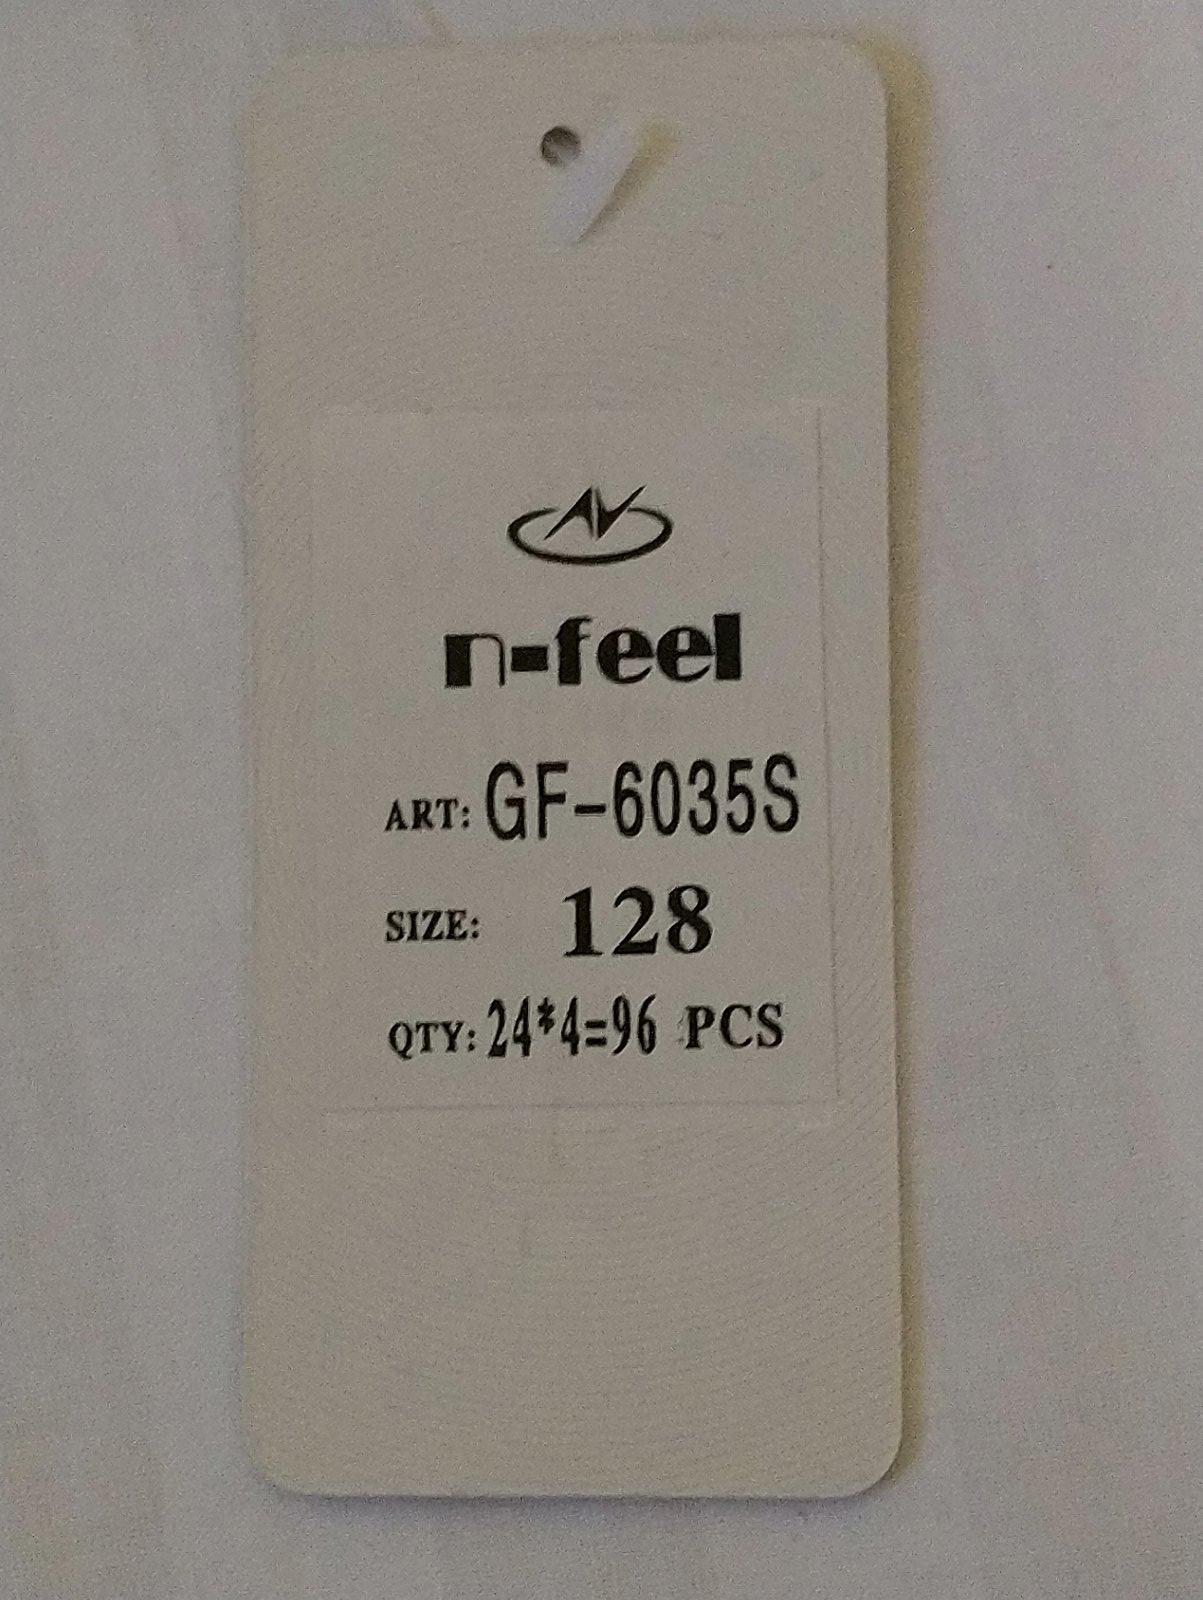 n-feel
ART: GF-6035S
SIZE: 128
QTY: 24*4=96 PCS